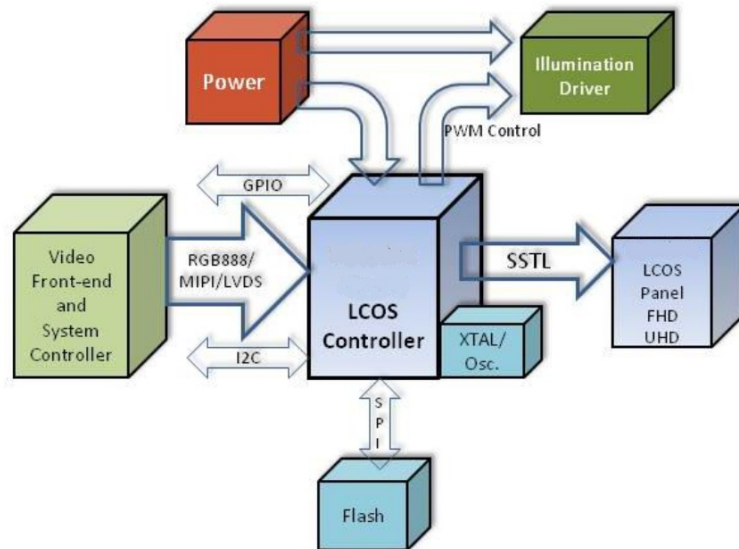 Power
Illumination
Driver
PWM Control
GPIO
Video
Front-end
and
System
Controller
RGB888/
MIPI/LVDS
I2C
LCOS
Controller
SSTL
LCOS
Panel
FHD
UHD
XTAL/
Osc.
SPI
Flash